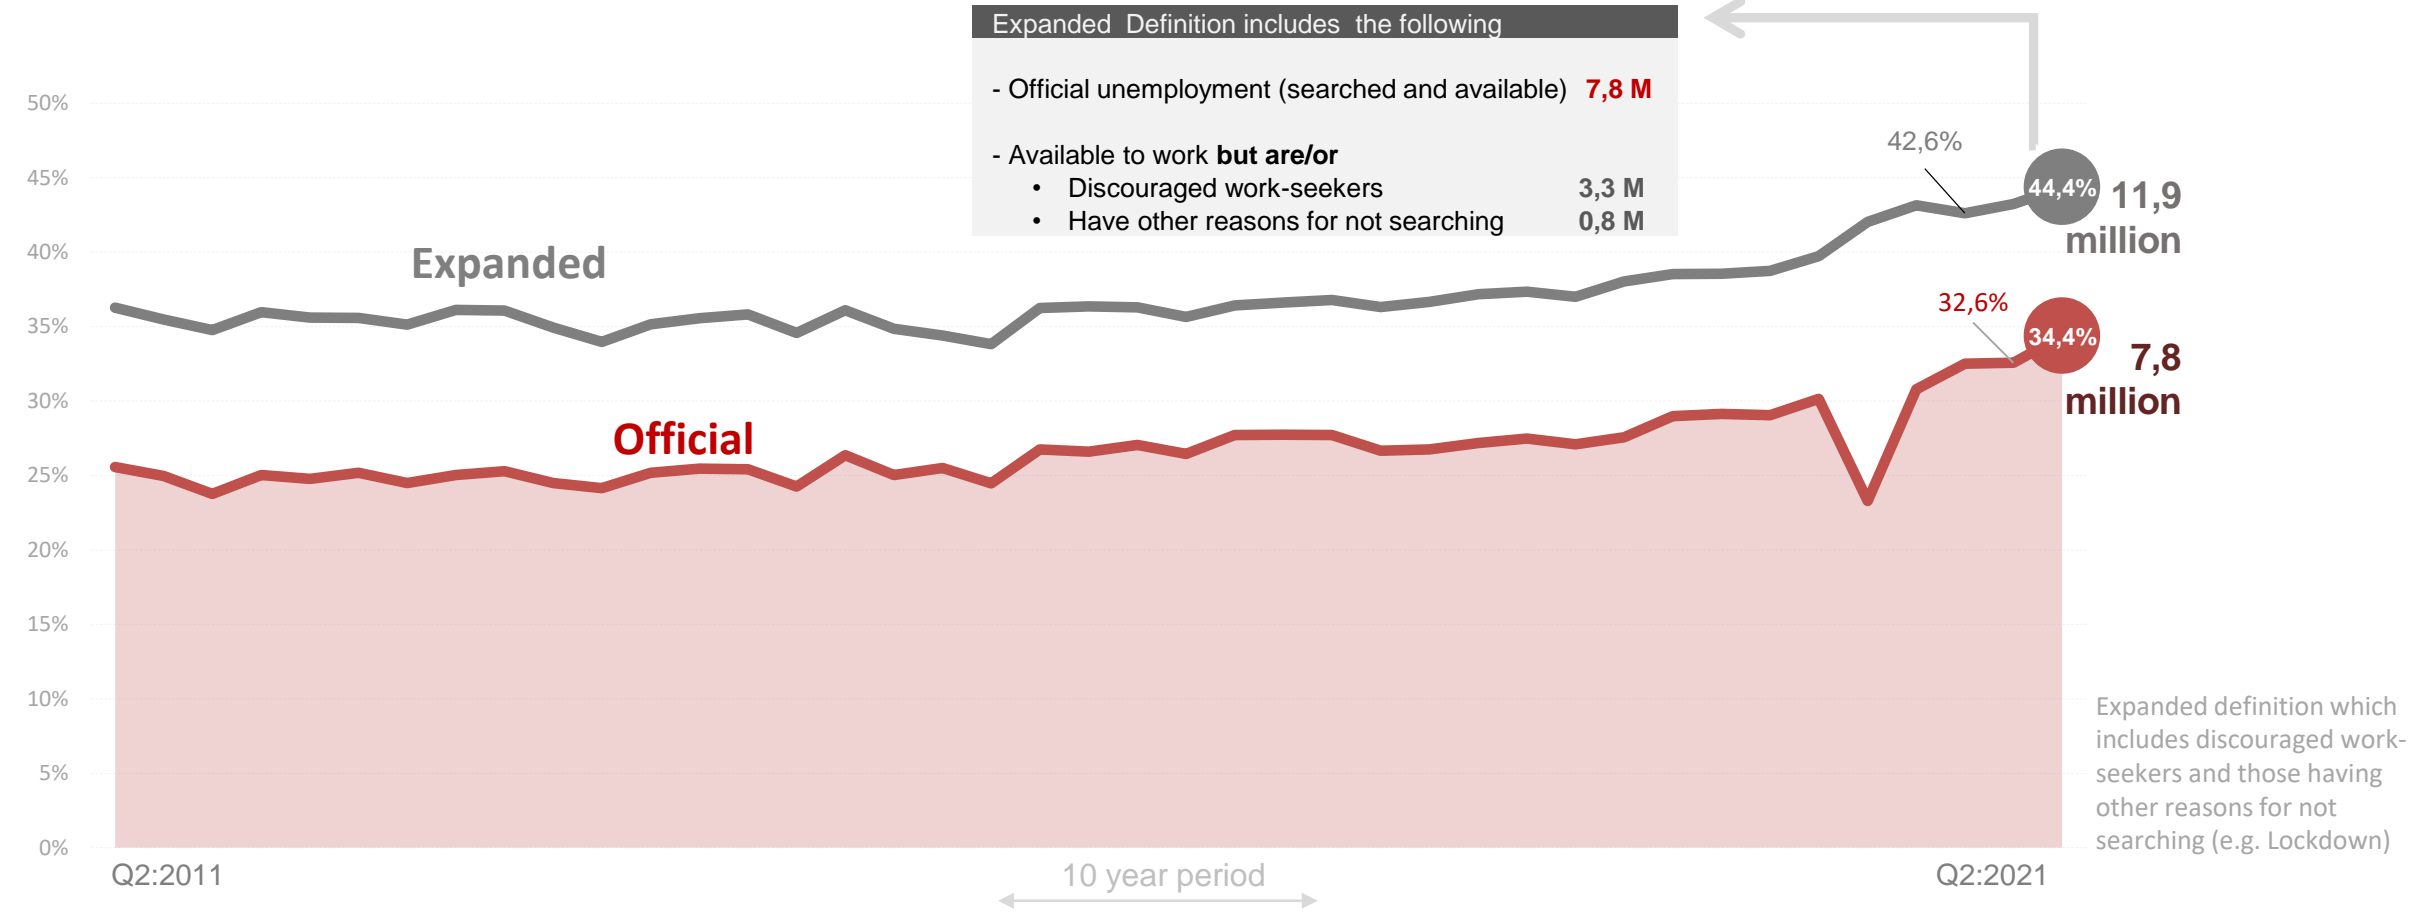 Expanded Definition includes the following
- Official unemployment (searched and available) 7,8 M
- Available to work but are/or
• Discouraged work-seekers 3,3 M
• Have other reasons for not searching 0,8 M
50%
45%
40%
35%
30%
25%
20%
15%
10%
5%
0%
Expanded
Official
42,6%
44,4%
11,9
million
32,6%
34,4%
7,8
million
Expanded definition which
includes discouraged work-
seekers and those having
other reasons for not
searching (e.g. Lockdown)
Q2:2011
10 year period
Q2:2021